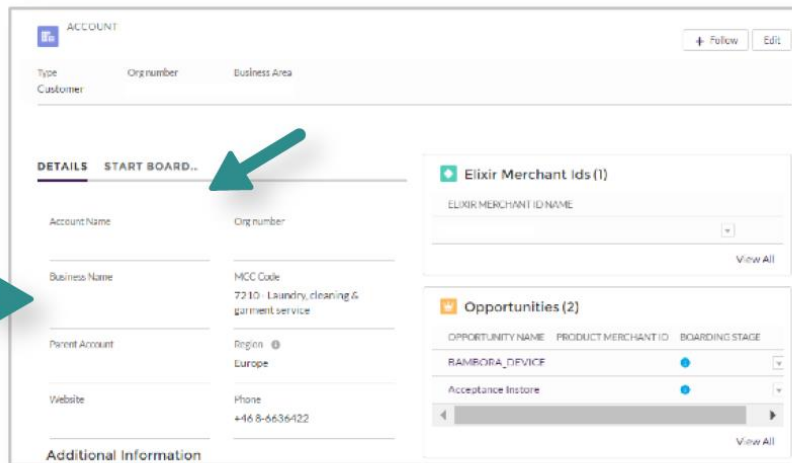 ACCOUNT
+ Follow
Edit
Type
Org number
Business Area
Customer
DETAILS
START BOARD...
Account Name
Org number
Business Name
MCC Code
7210 - Laundry, cleaning &
garment service
Parent Account
Region
Europe
Website
Phone
+46 8-6636422
Additional Information
Elixir Merchant Ids (1)
ELIXIR MERCHANT ID NAME
View All
Opportunities (2)
OPPORTUNITY NAME
PRODUCT MERCHANT ID
BOARDING STAGE
BAMBORA_DEVICE
Acceptance Instore
View All